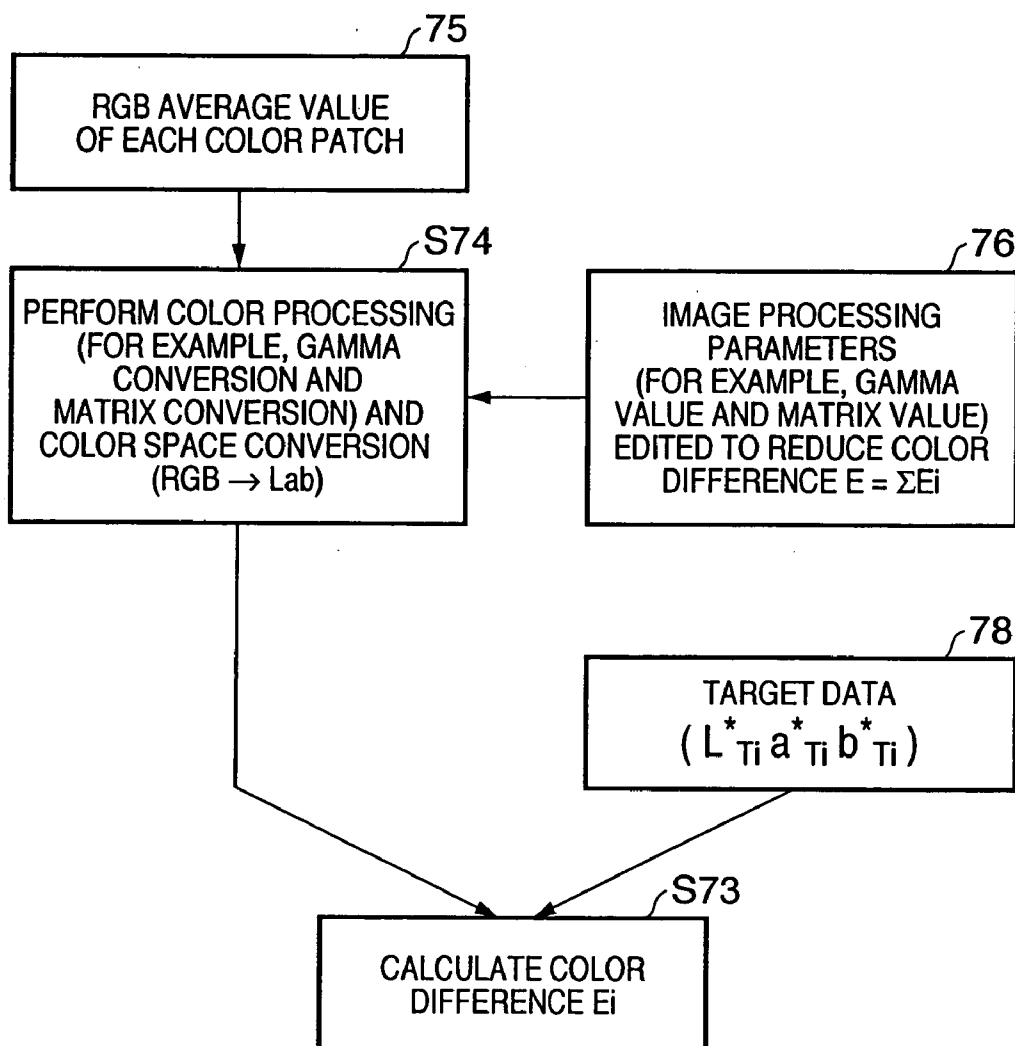 75
RGB AVERAGE VALUE
OF EACH COLOR PATCH
S74
PERFORM COLOR PROCESSING
(FOR EXAMPLE, GAMMA
CONVERSION AND
MATRIX CONVERSION) AND
COLOR SPACE CONVERSION
(RGB → Lab)
76
IMAGE PROCESSING
PARAMETERS
(FOR EXAMPLE, GAMMA
VALUE AND MATRIX VALUE)
EDITED TO REDUCE COLOR
DIFFERENCE E = ΣEi
78
TARGET DATA
( L*Ti a*Ti b*Ti )
S73
CALCULATE COLOR
DIFFERENCE Ei